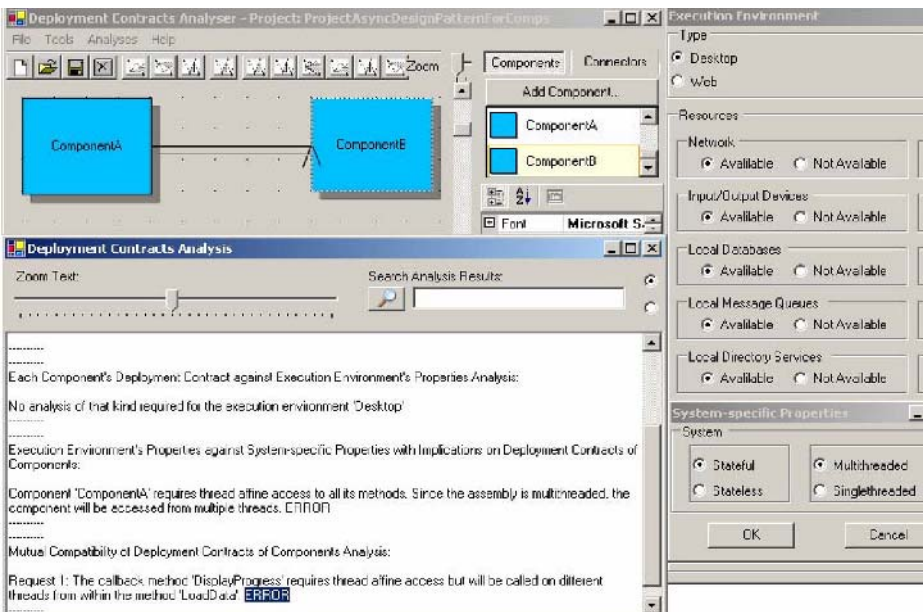 Deployment Contracts Analyser - Project: ProjectAsyncDesignPatternForComps
File Tools Analyses Help
Zoom
ComponentA
ComponentB
Components Connectors
Add Component...
ComponentA
ComponentB
Font Microsoft S
Execution Environment
Type
Desktop
Web
Resources
Network
Available Not Available
Input/Output Devices
Available Not Available
Local Databases
Available Not Available
Local Message Queues
Available Not Available
Local Directory Services
Available Not Available
System-specific Properties
System
Stateful
Stateless
Multithreaded
Singlethreaded
OK Cancel
Deployment Contracts Analysis
Zoom Text:
Search Analysis Results:
----------
----------
Each Component's Deployment Contract against Execution Environment's Properties Analysis:
No analysis of that kind required for the execution environment 'Desktop'
----------
----------
Execution Environment's Properties against System-specific Properties with Implications on Deployment Contracts of
Components:
Component 'ComponentA' requires thread affine access to all its methods. Since the assembly is multithreaded, the
component will be accessed from multiple threads. ERROR
----------
----------
Mutual Compatibility of Deployment Contracts of Components Analysis:
Request 1: The callback method 'DisplayProgress' requires thread affine access but will be called on different
threads from within the method 'LoadData' ERROR
----------